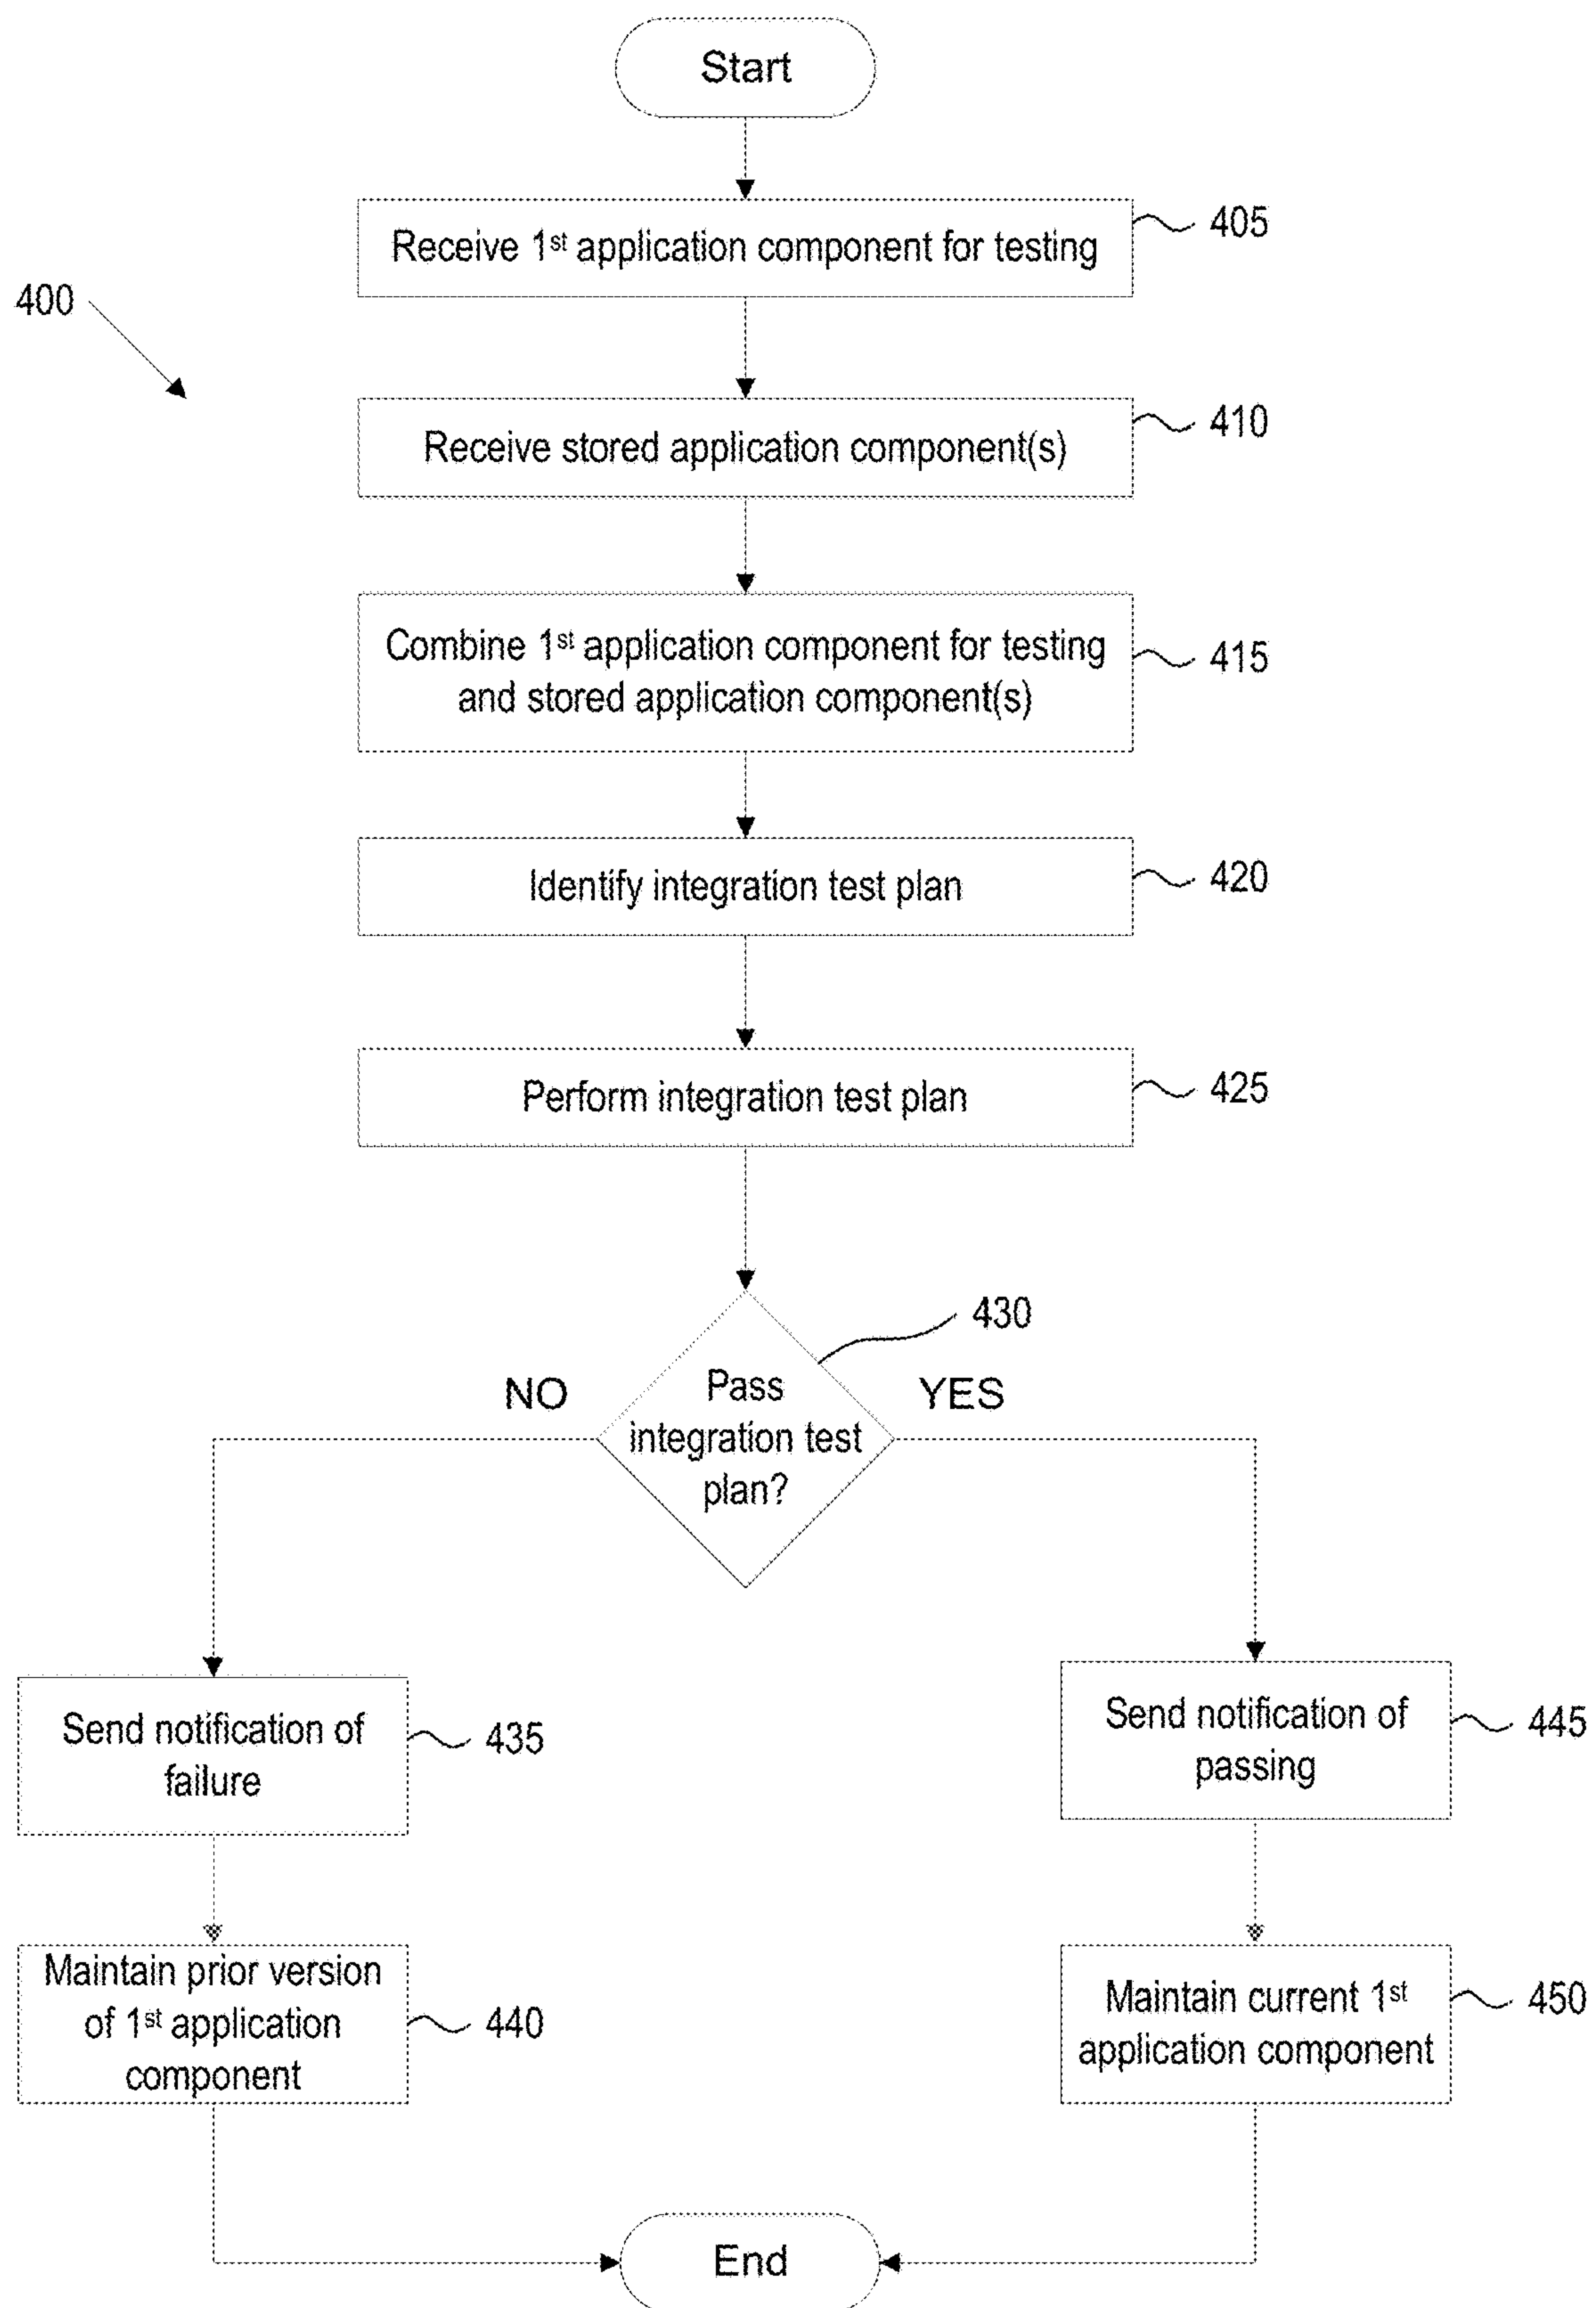 Start
Receive 1st application component for testing
405
400
Receive stored application component(s)
410
Combine 1st application component for testing
and stored application component(s)
415
Identify integration test plan
420
Perform integration test plan
425
430
NO
YES
Pass
integration test
plan?
Send notification of
failure
435
Send notification of
passing
445
Maintain prior version
of 1st application
component
440
Maintain current 1st
application component
450
End